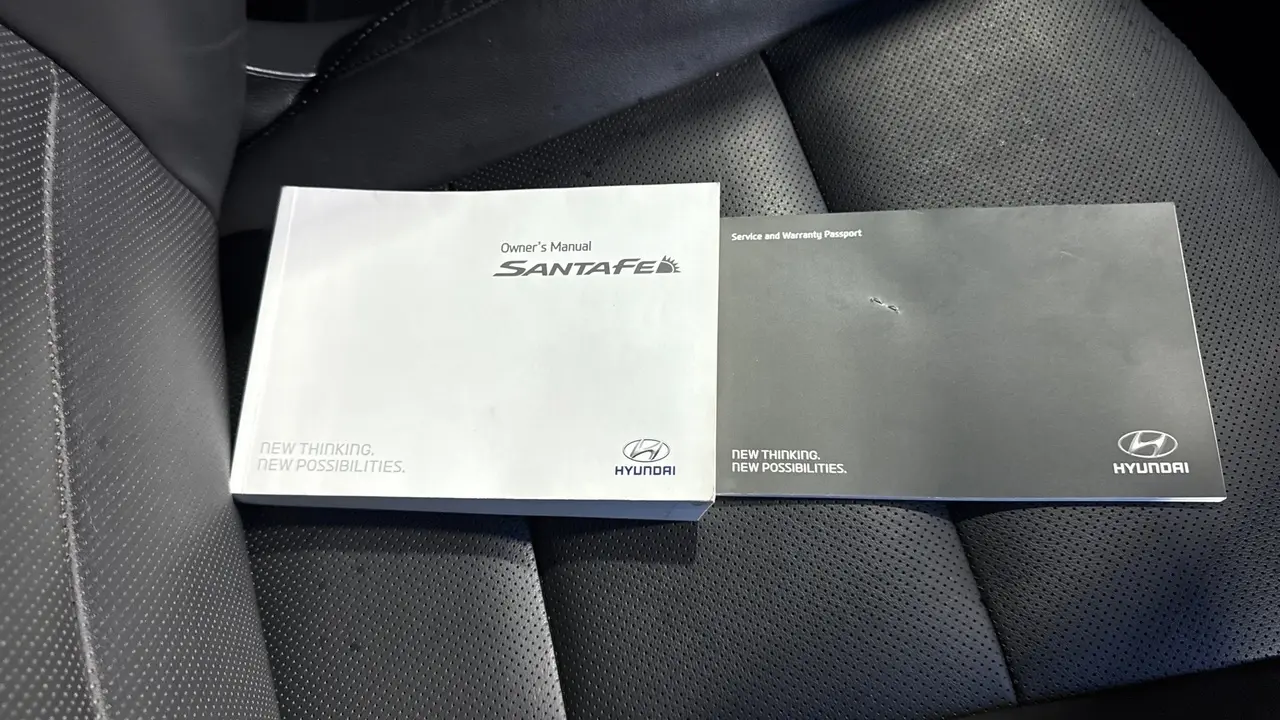 Owner's Manual
SANTAFE
NEW THINKING.
NEW POSSIBILITIES.
HYUNDAI
Service and Warranty Passport
NEW THINKING.
NEW POSSIBILITIES.
HYUNDAI